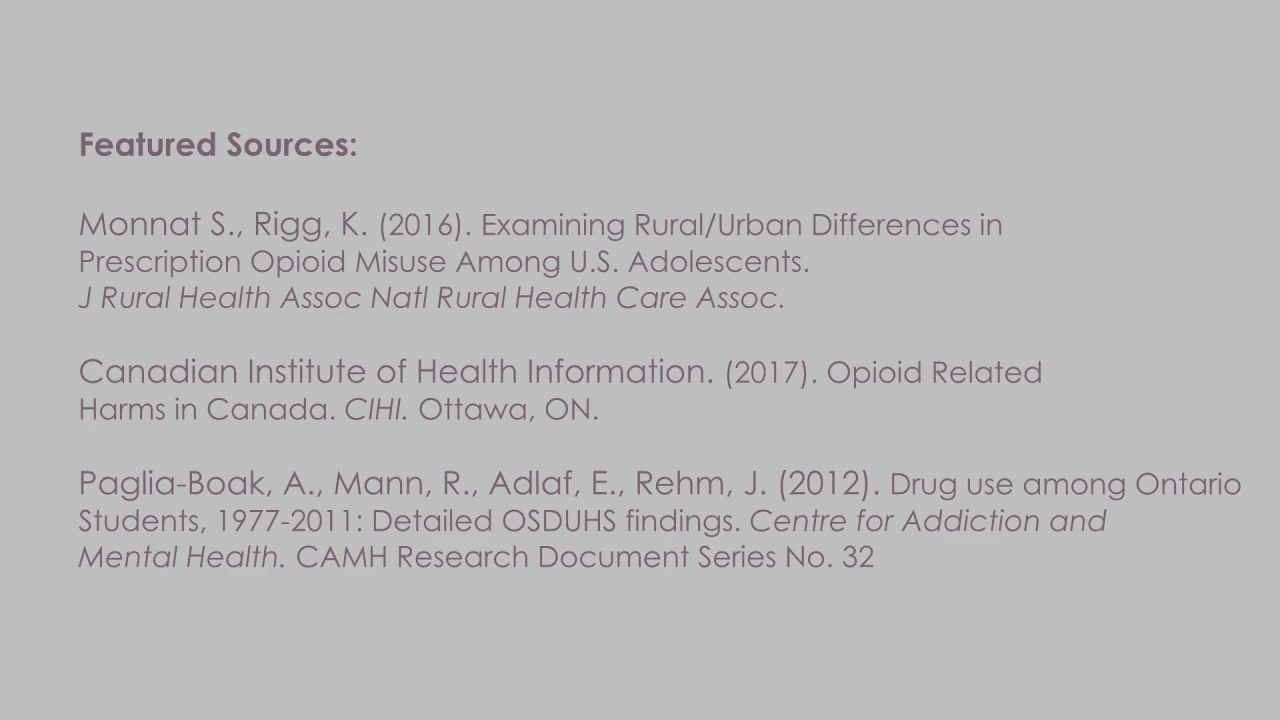 Featured Sources:
Monnat S., Rigg, K. (2016). Examining Rural/Urban Differences in
Prescription Opioid Misuse Among U.S. Adolescents.
J Rural Health Assoc Natl Rural Health Care Assoc.
Canadian Institute of Health Information. (2017). Opioid Related
Harms in Canada. CIHI. Ottawa, ON.
Paglia-Boak, A., Mann, R., Adlaf, E., Rehm, J. (2012). Drug use among Ontario
Students, 1977-2011: Detailed OSDUHS findings. Centre for Addiction and
Mental Health. CAMH Research Document Series No. 32